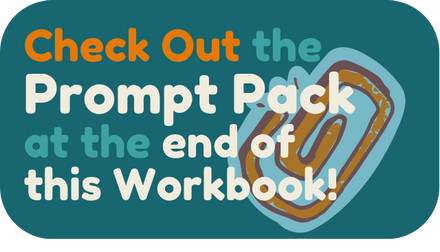 Check Out the
Prompt Pack
at the end of
this Workbook!